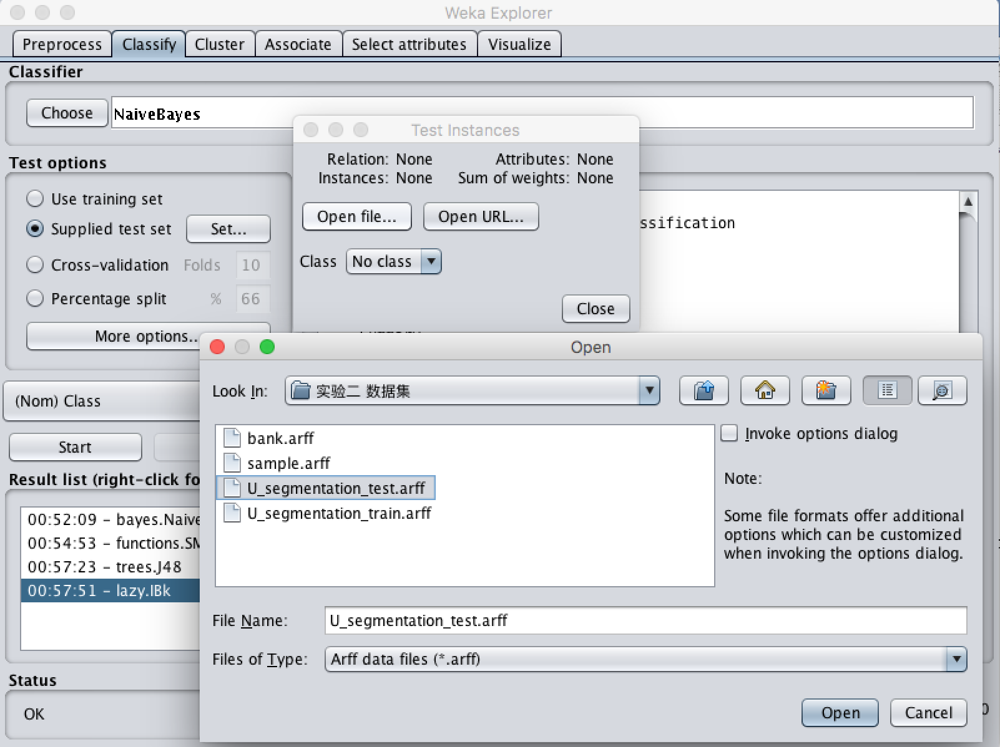 Weka Explorer
Preprocess Classify Cluster Associate Select attributes Visualize
Classifier
Choose NaiveBayes
Test Instances
Relation: None Attributes: None
Instances: None Sum of weights: None
Open file... Open URL...
Class No class
Close
Test options
Use training set
Supplied test set Set...
Cross-validation Folds 10
Percentage split % 66
More options..
ssification
(Nom) Class
Start
Result list (right-click fo
00:52:09 - bayes.Naive
00:54:53 - functions.SM
00:57:23 - trees.J48
00:57:51 - lazy.IBk
Status
OK
Open
Look In: 实验二 数据集
bank.arff
sample.arff
U_segmentation_test.arff
U_segmentation_train.arff
Invoke options dialog
Note:
Some file formats offer additional
options which can be customized
when invoking the options dialog.
File Name: U_segmentation_test.arff
Files of Type: Arff data files (*.arff)
Open Cancel